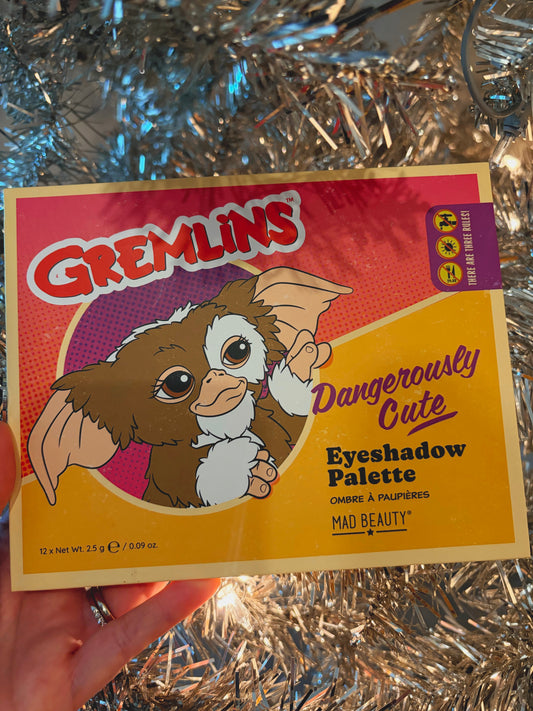 GREMLiNS™
THERE ARE THREE RULES!
Dangerously
Cute
Eyeshadow
Palette
OMBRE À PAUPIÈRES
MAD BEAUTY®
12 x Net Wt. 2.5 g ℮ / 0.09 oz.